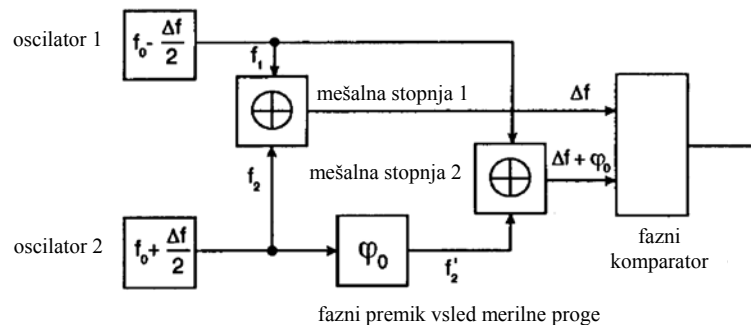 oscilator 1
f₀ - Δf/2
f₁
mešalna stopnja 1
Δf
mešalna stopnja 2
Δf + φ₀
f₂
oscilator 2
f₀ + Δf/2
φ₀
f₂'
fazni
komparator
fazni premik vsled merilne proge